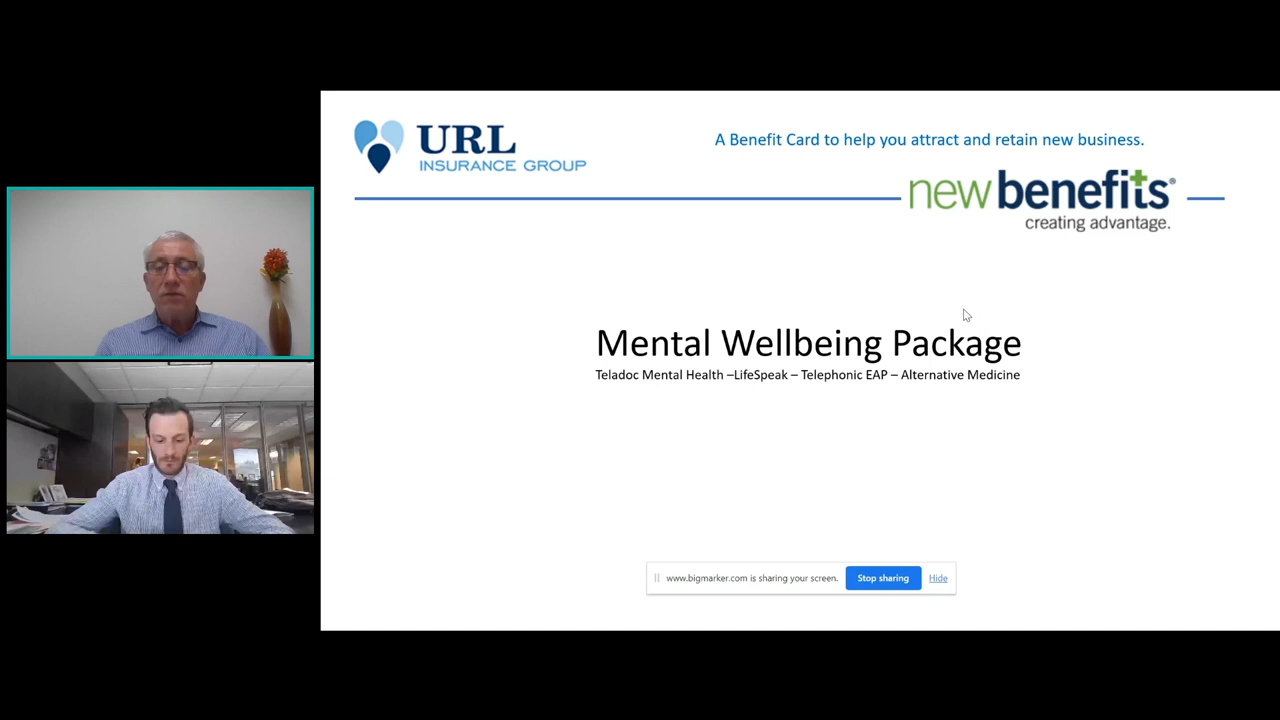 URL
INSURANCE GROUP
A Benefit Card to help you attract and retain new business.
newbenefits®
creating advantage.
Mental Wellbeing Package
Teladoc Mental Health –LifeSpeak – Telephonic EAP – Alternative Medicine
www.bigmarker.com is sharing your screen.
Stop sharing
Hide